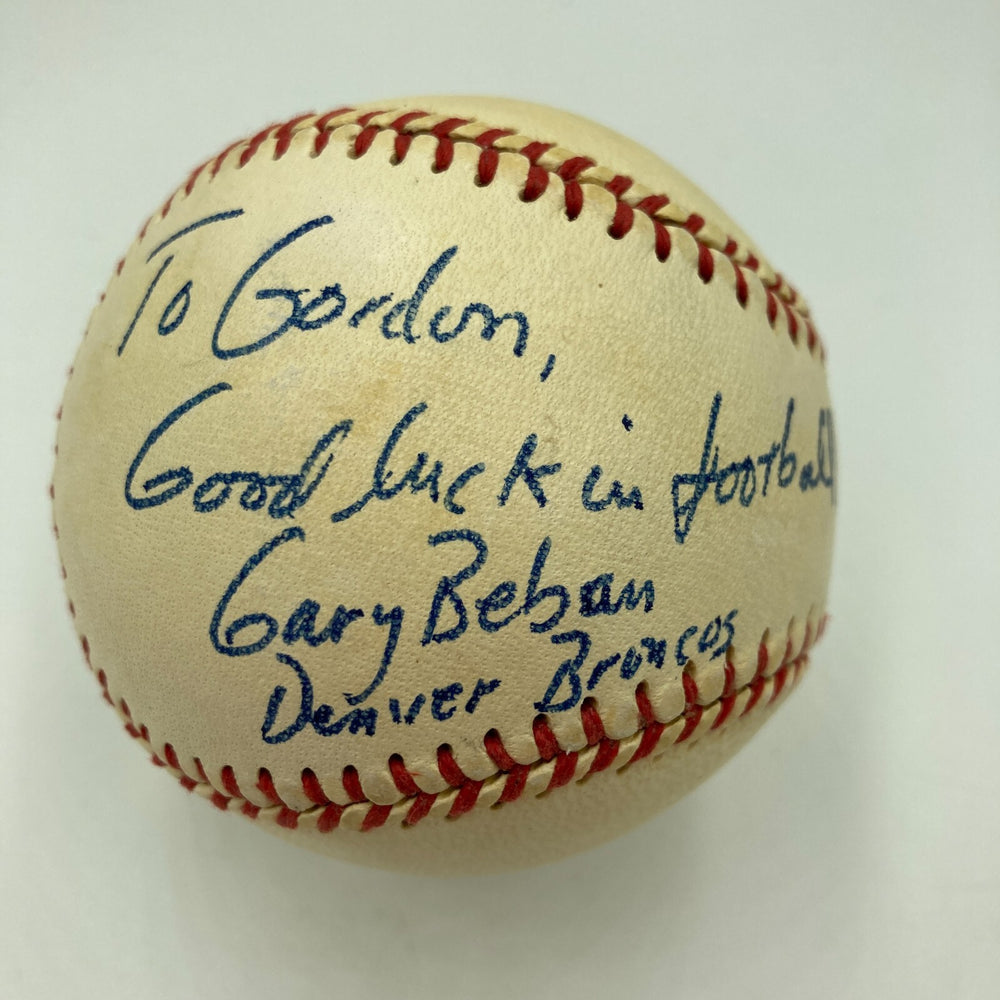 To Gordon,
Good luck in football
Gary Beban
Denver Broncos